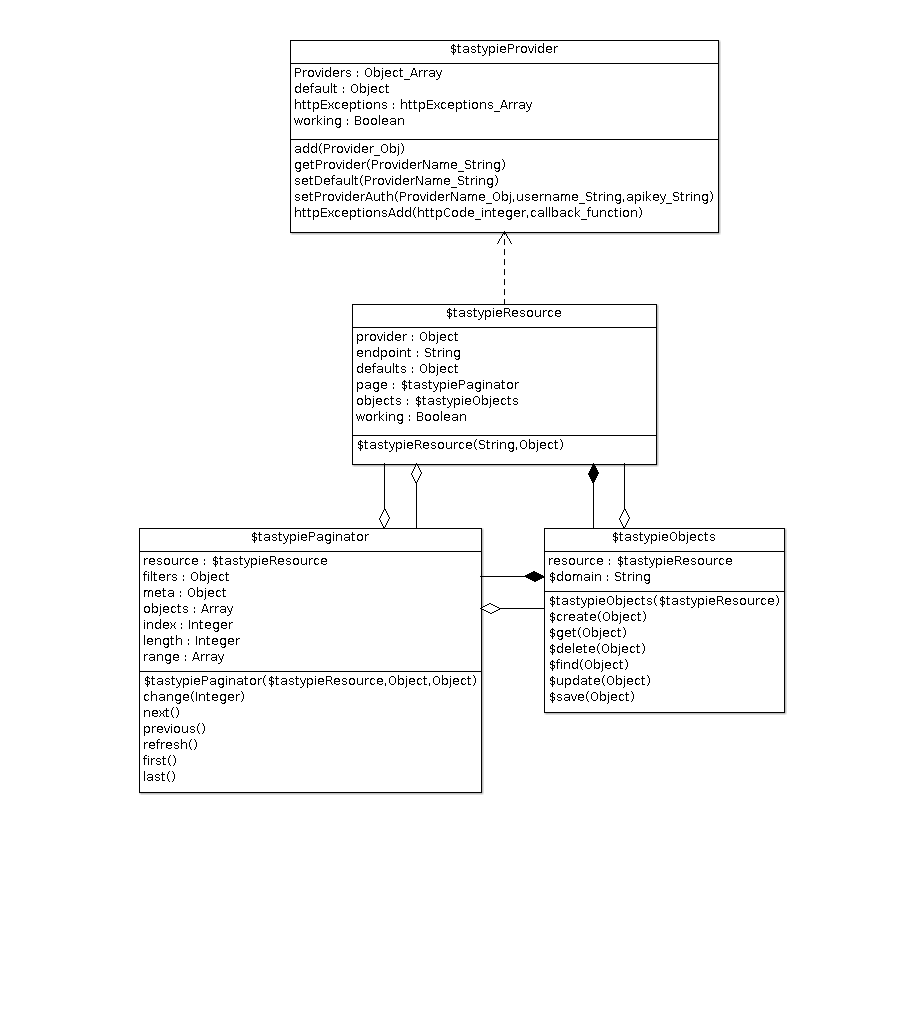 $tastypieProvider
Providers : Object_Array
default : Object
httpExceptions : httpExceptions_Array
working : Boolean
add(Provider_Obj)
getProvider(ProviderName_String)
setDefault(ProviderName_String)
setProviderAuth(ProviderName_Obj,username_String,apikey_String)
httpExceptionsAdd(httpCode_integer,callback_function)
$tastypieResource
provider : Object
endpoint : String
defaults : Object
page : $tastypiePaginator
objects : $tastypieObjects
working : Boolean
$tastypieResource(String,Object)
$tastypiePaginator
resource : $tastypieResource
filters : Object
meta : Object
objects : Array
index : Integer
length : Integer
range : Array
$tastypiePaginator($tastypieResource,Object,Object)
change(Integer)
next()
previous()
refresh()
first()
last()
$tastypieObjects
resource : $tastypieResource
$domain : String
$tastypieObjects($tastypieResource)
$create(Object)
$get(Object)
$delete(Object)
$find(Object)
$update(Object)
$save(Object)